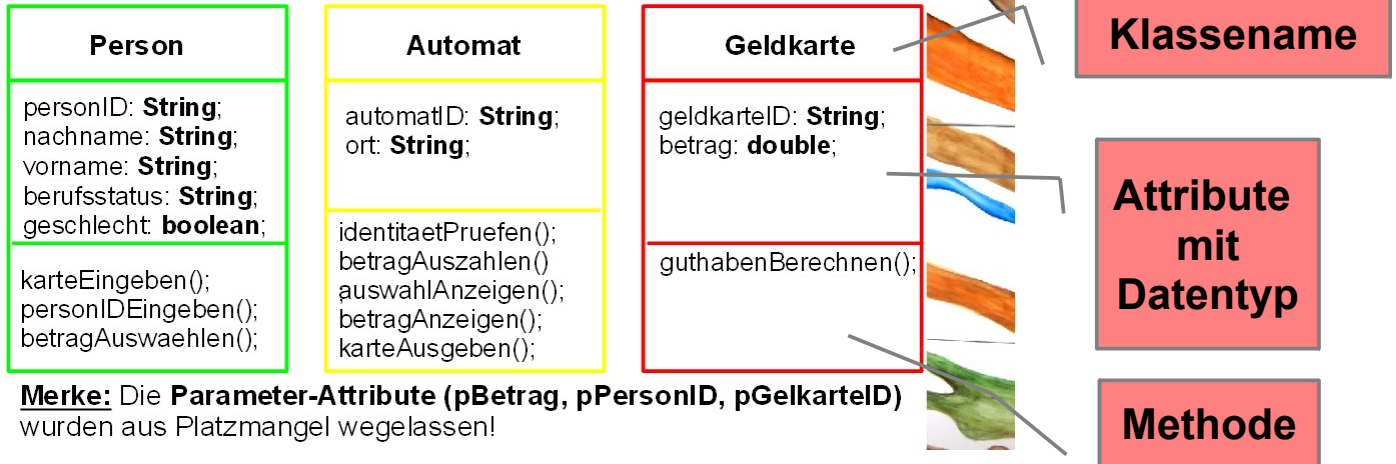 Person
personID: String;
nachname: String;
vorname: String;
berufsstatus: String;
geschlecht: boolean;
karteEingeben();
personIDEingeben();
betragAuswaehlen();
Automat
automatID: String;
ort: String;
identitaetPruefen();
betragAuszahlen()
auswahlAnzeigen();
betragAnzeigen();
karteAusgeben();
Geldkarte
geldkarteID: String;
betrag: double;
guthabenBerechnen();
Klassename
Attribute
mit
Datentyp
Methode
Merke: Die Parameter-Attribute (pBetrag, pPersonID, pGelkarteID)
wurden aus Platzmangel wegelassen!